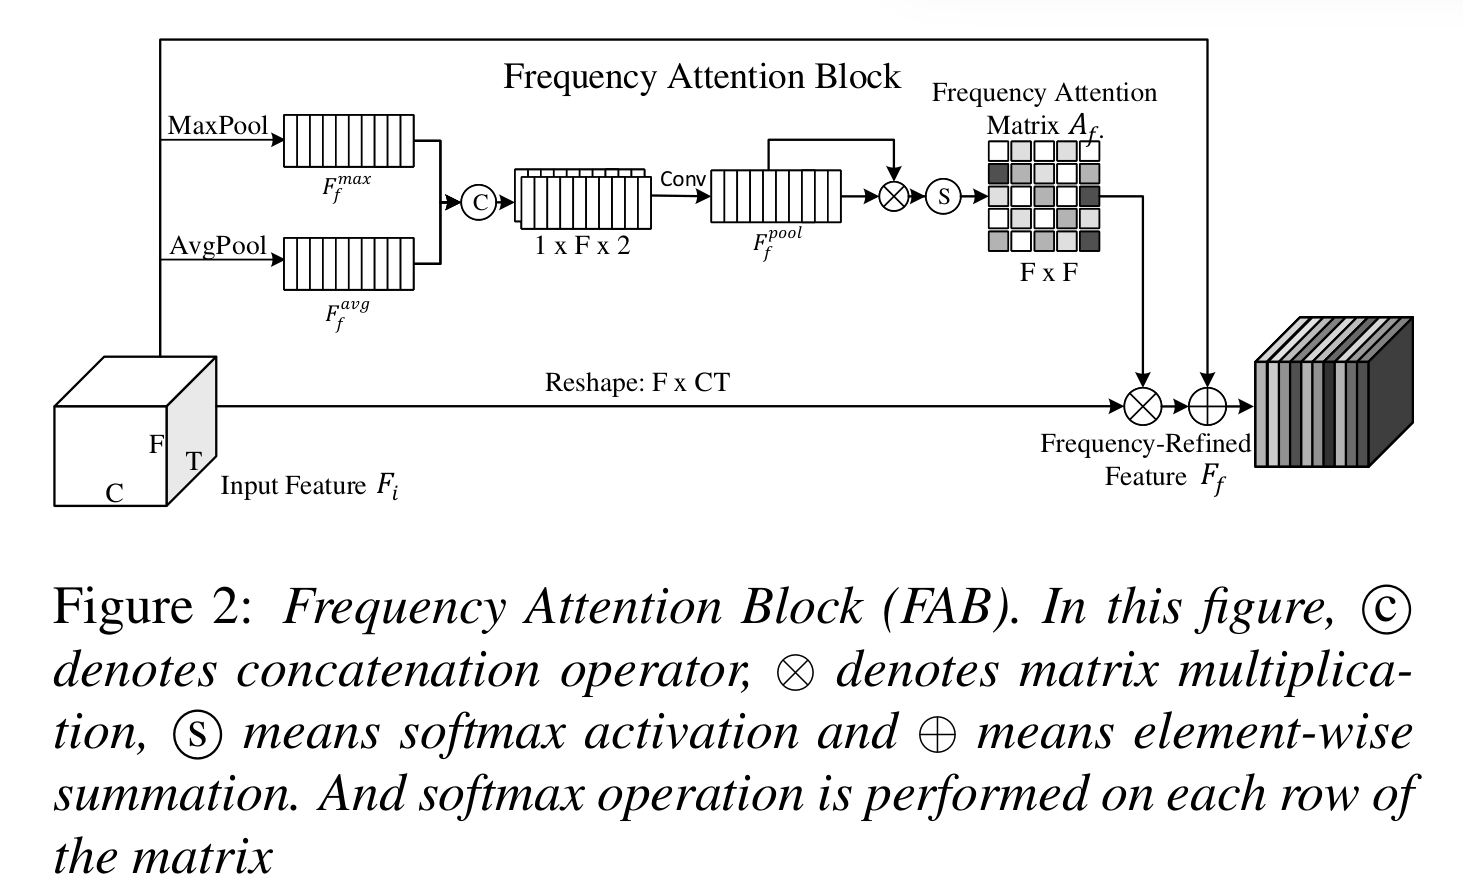 Frequency Attention Block
Frequency Attention
Matrix A_f.
MaxPool
F_f^max
C
Conv
S
1 x F x 2
F_f^pool
AvgPool
F_f^avg
F x F
Reshape: F x CT
F
T
C
Input Feature F_i
Frequency-Refined
Feature F_f
Figure 2: Frequency Attention Block (FAB). In this figure, Ⓒ
denotes concatenation operator, ⊗ denotes matrix multiplica-
tion, Ⓢ means softmax activation and ⊕ means element-wise
summation. And softmax operation is performed on each row of
the matrix